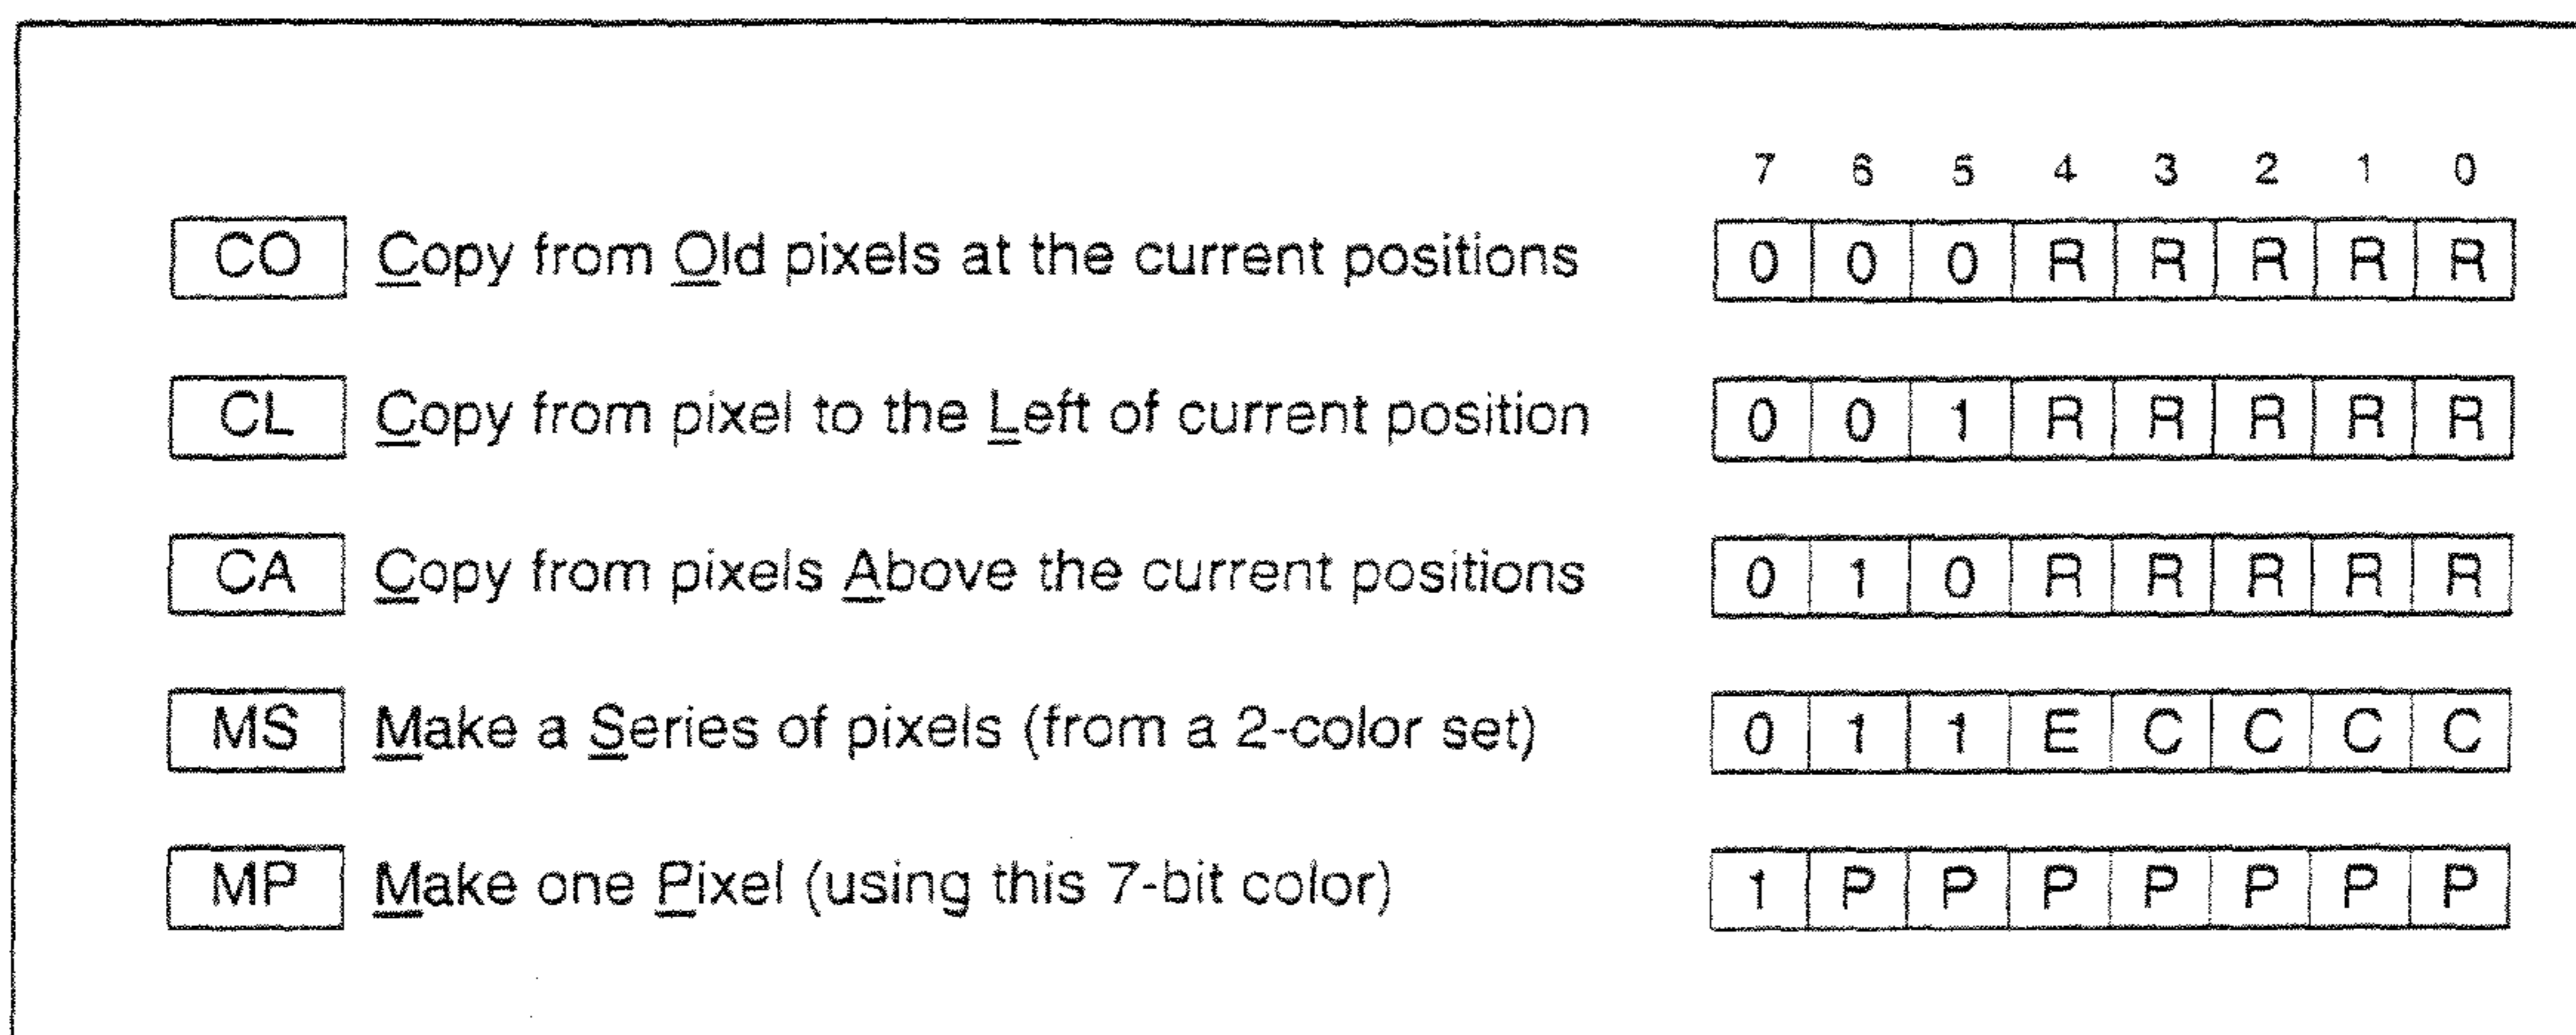 7 6 5 4 3 2 1 0
CO Copy from Old pixels at the current positions 0 0 0 R R R R R
CL Copy from pixel to the Left of current position 0 0 1 R R R R R
CA Copy from pixels Above the current positions 0 1 0 R R R R R
MS Make a Series of pixels (from a 2-color set) 0 1 1 E C C C C
MP Make one Pixel (using this 7-bit color) 1 P P P P P P P